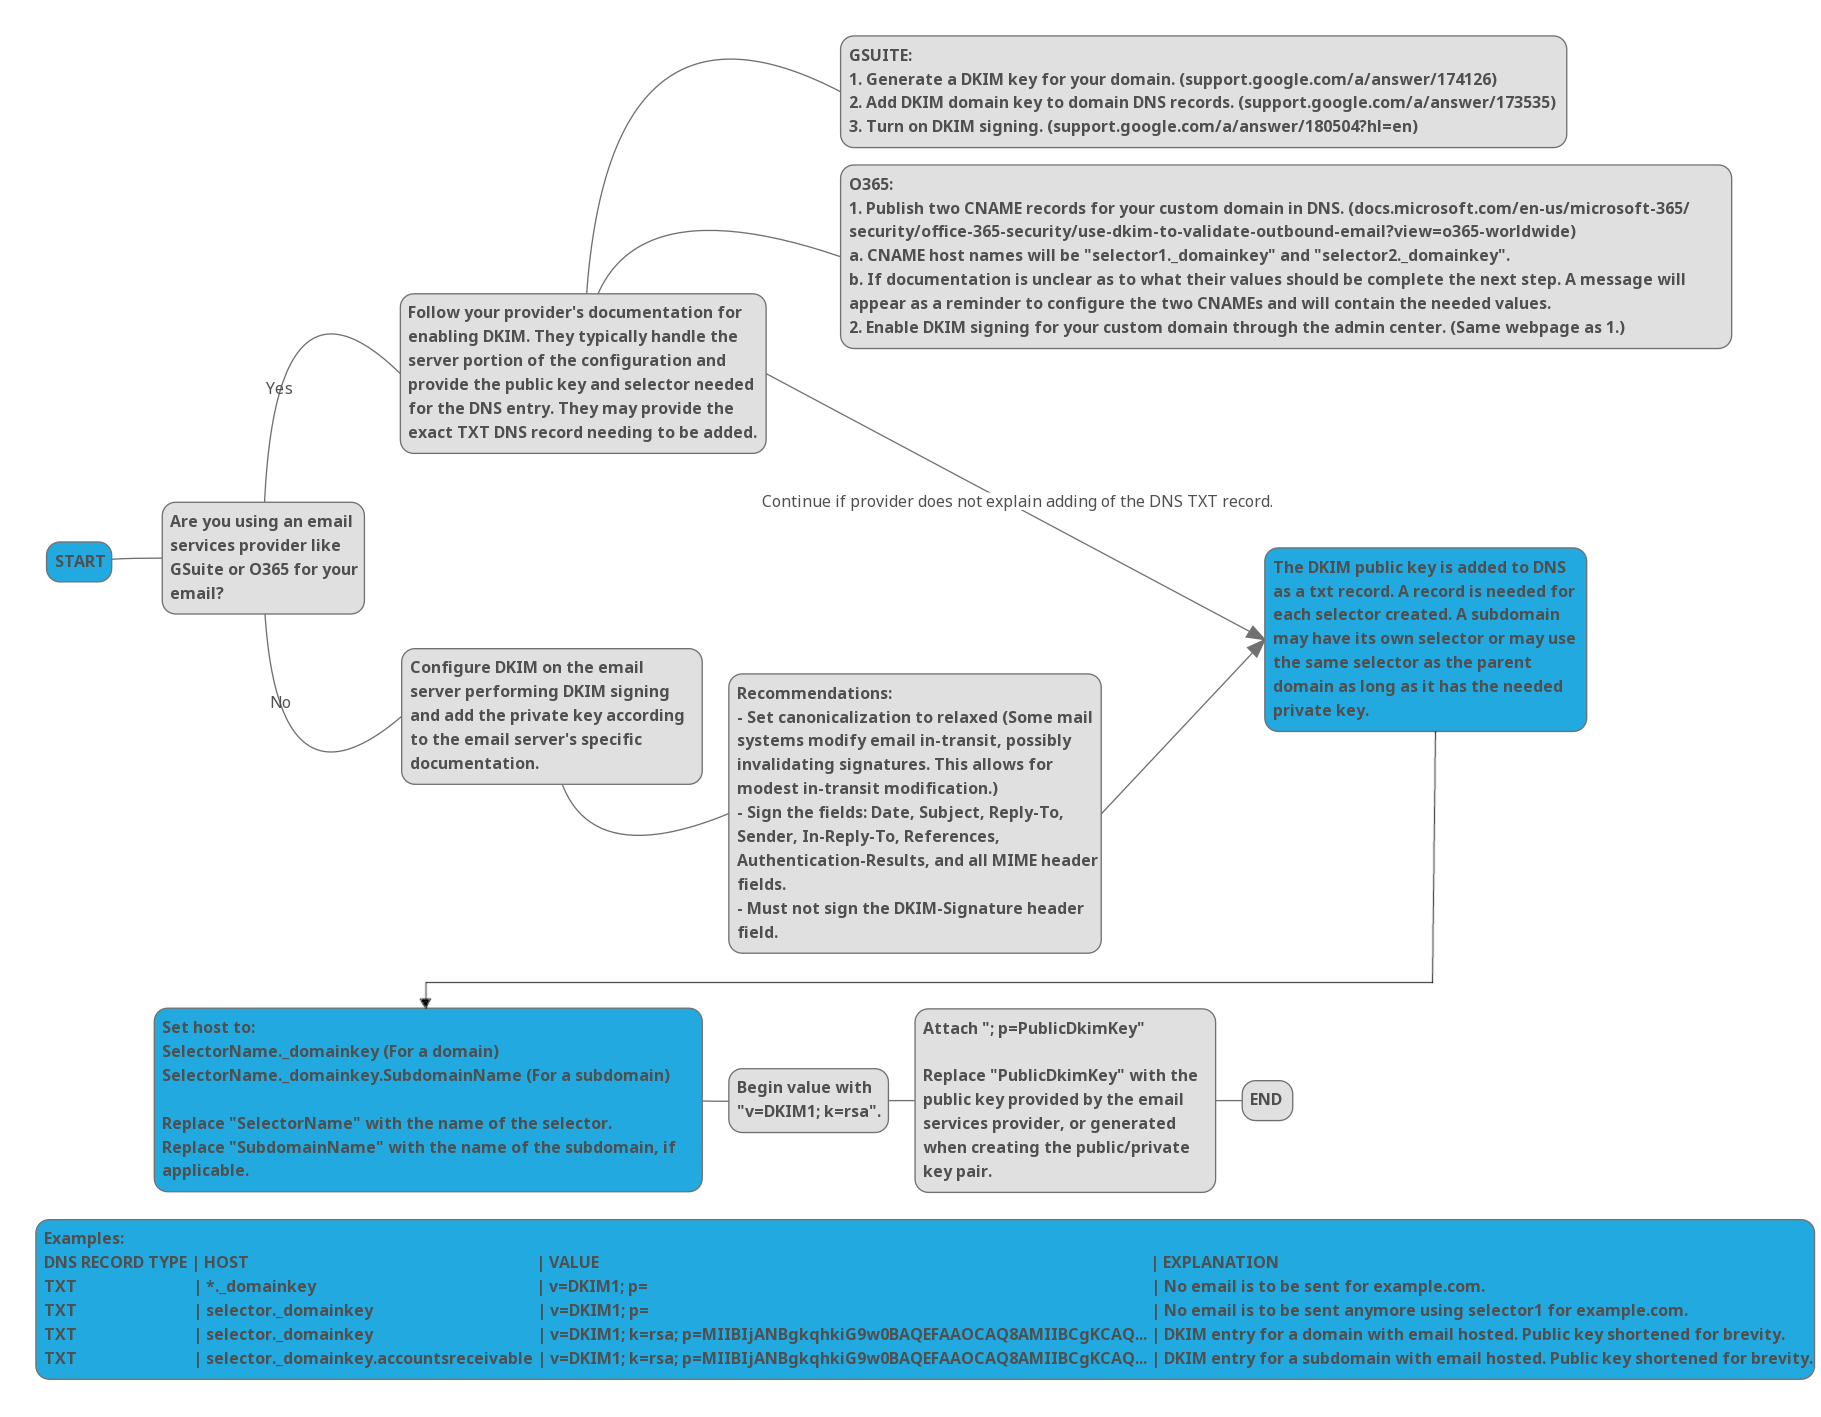 GSUITE:
1. Generate a DKIM key for your domain. (support.google.com/a/answer/174126)
2. Add DKIM domain key to domain DNS records. (support.google.com/a/answer/173535)
3. Turn on DKIM signing. (support.google.com/a/answer/180504?hl=en)
O365:
1. Publish two CNAME records for your custom domain in DNS. (docs.microsoft.com/en-us/microsoft-365/
security/office-365-security/use-dkim-to-validate-outbound-email?view=o365-worldwide)
a. CNAME host names will be "selector1._domainkey" and "selector2._domainkey".
b. If documentation is unclear as to what their values should be complete the next step. A message will
appear as a reminder to configure the two CNAMEs and will contain the needed values.
2. Enable DKIM signing for your custom domain through the admin center. (Same webpage as 1.)
Follow your provider's documentation for
enabling DKIM. They typically handle the
server portion of the configuration and
provide the public key and selector needed
for the DNS entry. They may provide the
exact TXT DNS record needing to be added.
Yes
Continue if provider does not explain adding of the DNS TXT record.
START
Are you using an email
services provider like
GSuite or O365 for your
email?
No
Configure DKIM on the email
server performing DKIM signing
and add the private key according
to the email server's specific
documentation.
Recommendations:
- Set canonicalization to relaxed (Some mail
systems modify email in-transit, possibly
invalidating signatures. This allows for
modest in-transit modification.)
- Sign the fields: Date, Subject, Reply-To,
Sender, In-Reply-To, References,
Authentication-Results, and all MIME header
fields.
- Must not sign the DKIM-Signature header
field.
The DKIM public key is added to DNS
as a txt record. A record is needed for
each selector created. A subdomain
may have its own selector or may use
the same selector as the parent
domain as long as it has the needed
private key.
Set host to:
SelectorName._domainkey (For a domain)
SelectorName._domainkey.SubdomainName (For a subdomain)
Replace "SelectorName" with the name of the selector.
Replace "SubdomainName" with the name of the subdomain, if
applicable.
Begin value with
"v=DKIM1; k=rsa".
Attach "; p=PublicDkimKey"
Replace "PublicDkimKey" with the
public key provided by the email
services provider, or generated
when creating the public/private
key pair.
END
Examples:
DNS RECORD TYPE | HOST | VALUE | EXPLANATION
TXT | *._domainkey | v=DKIM1; p= | No email is to be sent for example.com.
TXT | selector._domainkey | v=DKIM1; p= | No email is to be sent anymore using selector1 for example.com.
TXT | selector._domainkey | v=DKIM1; k=rsa; p=MIIBIjANBgkqhkiG9w0BAQEFAAOCAQ8AMIIBCgKCAQ... | DKIM entry for a domain with email hosted. Public key shortened for brevity.
TXT | selector._domainkey.accountsreceivable | v=DKIM1; k=rsa; p=MIIBIjANBgkqhkiG9w0BAQEFAAOCAQ8AMIIBCgKCAQ... | DKIM entry for a subdomain with email hosted. Public key shortened for brevity.